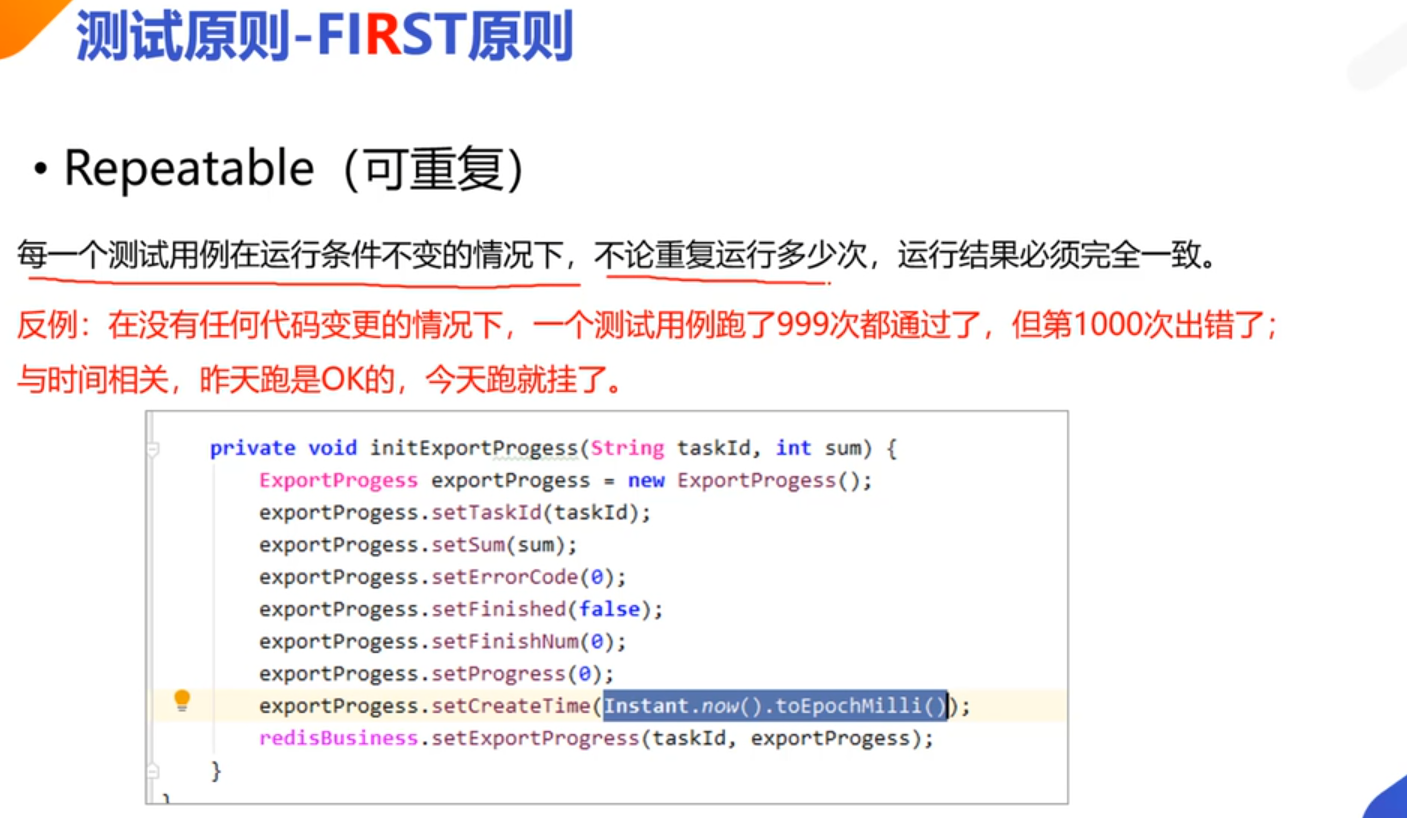 测试原则-FIRST原则
• Repeatable（可重复）
每一个测试用例在运行条件不变的情况下，不论重复运行多少次，运行结果必须完全一致。
反例：在没有任何代码变更的情况下，一个测试用例跑了999次都通过了，但第1000次出错了；
与时间相关，昨天跑是OK的，今天跑就挂了。
private void initExportProgess(String taskId, int sum) {
ExportProgess exportProgess = new ExportProgess();
exportProgess.setTaskId(taskId);
exportProgess.setSum(sum);
exportProgess.setErrorCode(0);
exportProgess.setFinished(false);
exportProgess.setFinishNum(0);
exportProgess.setProgress(0);
exportProgess.setCreateTime(Instant.now().toEpochMilli());
redisBusiness.setExportProgress(taskId, exportProgess);
}